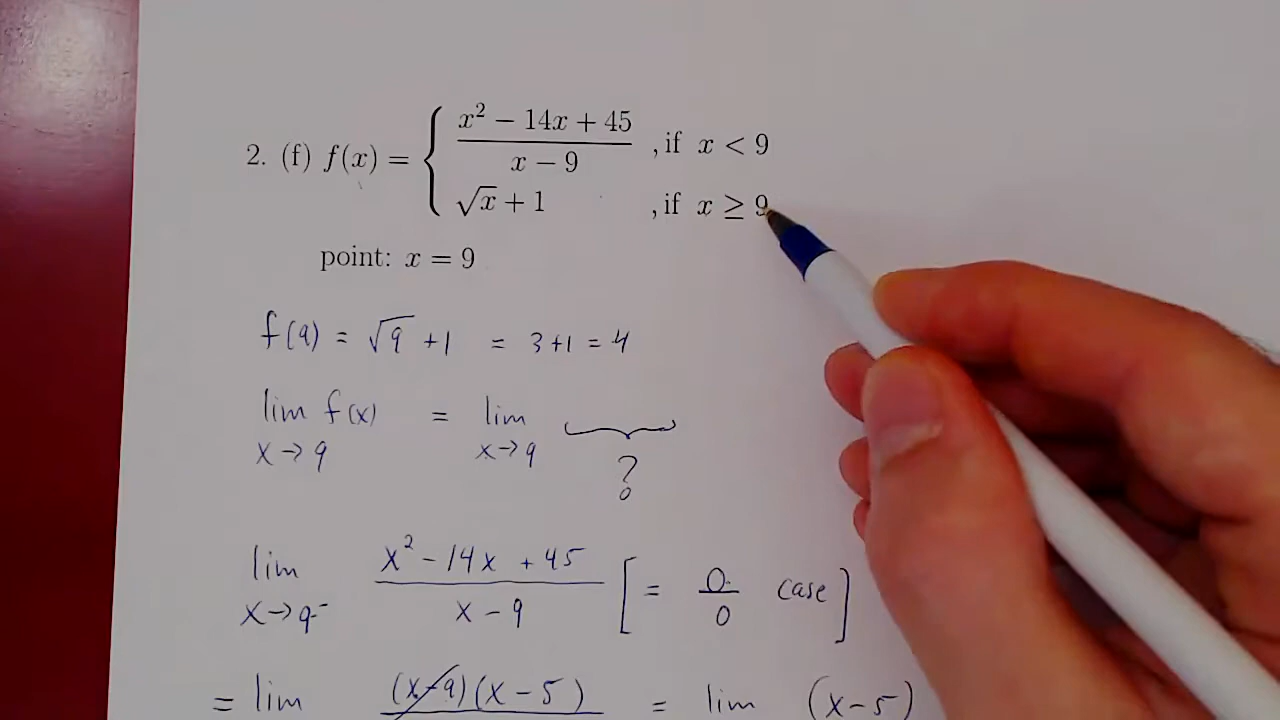 2. (f) f(x) = { x² − 14x + 45 / x − 9 , if x < 9
√x + 1 , if x ≥ 9
point: x = 9
f(9) = √9 + 1 = 3+1 = 4
lim f(x) = lim
x→9 x→9 ?
lim x² − 14x + 45 / x − 9 [ = 0/0 case ]
x→9⁻
= lim (x−9)(x−5) = lim (x−5)